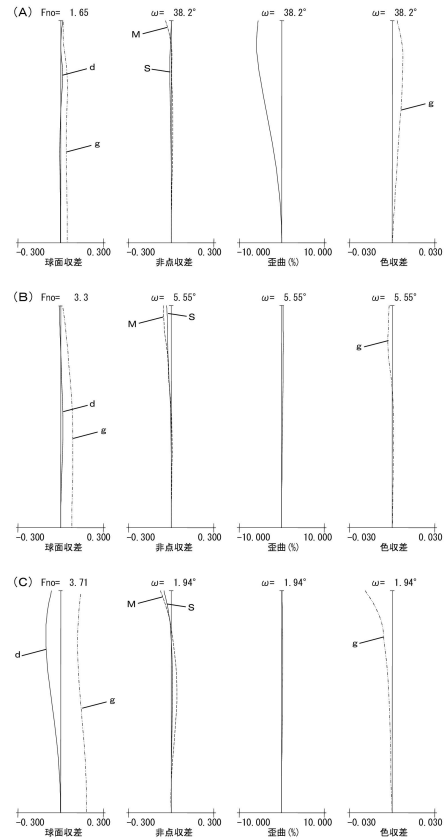 (A) Fno= 1.65 ω= 38.2° ω= 38.2° ω= 38.2°
M
d S
g g
-0.300 0.300 -0.300 0.300 -10.000 10.000 -0.030 0.030
球面収差 非点収差 歪曲(%) 色収差
(B) Fno= 3.3 ω= 5.55° ω= 5.55° ω= 5.55°
M S
g
d
g
-0.300 0.300 -0.300 0.300 -10.000 10.000 -0.030 0.030
球面収差 非点収差 歪曲(%) 色収差
(C) Fno= 3.71 ω= 1.94° ω= 1.94° ω= 1.94°
M S
d g
g
-0.300 0.300 -0.300 0.300 -10.000 10.000 -0.030 0.030
球面収差 非点収差 歪曲(%) 色収差